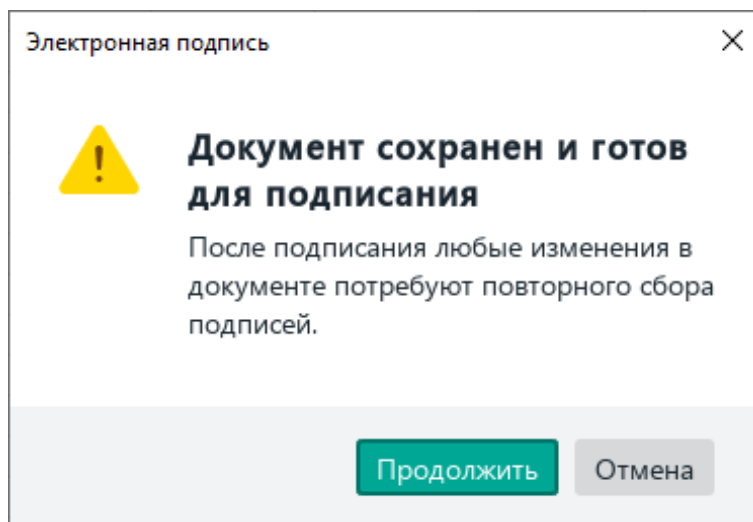 Электронная подпись
Документ сохранен и готов
для подписания
После подписания любые изменения в
документе потребуют повторного сбора
подписей.
Продолжить
Отмена